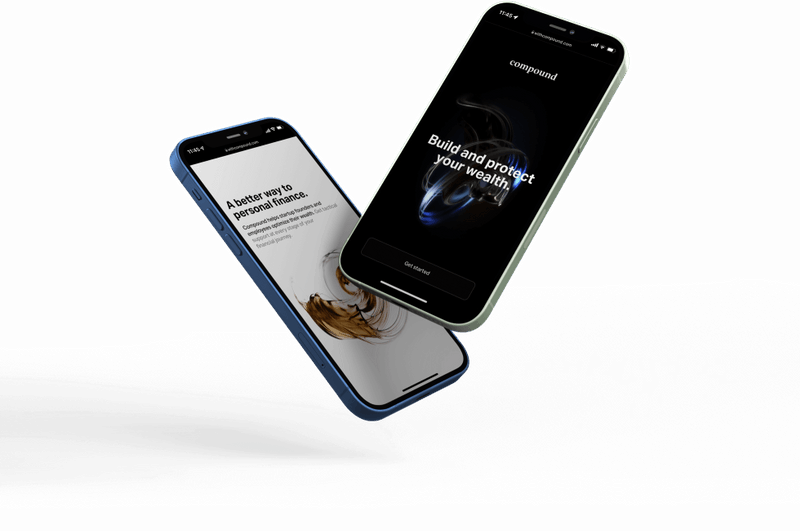 11:45
withcompound.com
A better way to
personal finance.
Compound helps startup founders and
employees optimize their wealth. Get tactical
support at every stage of your
financial journey.
11:45
withcompound.com
compound
Build and protect
your wealth.
Get started